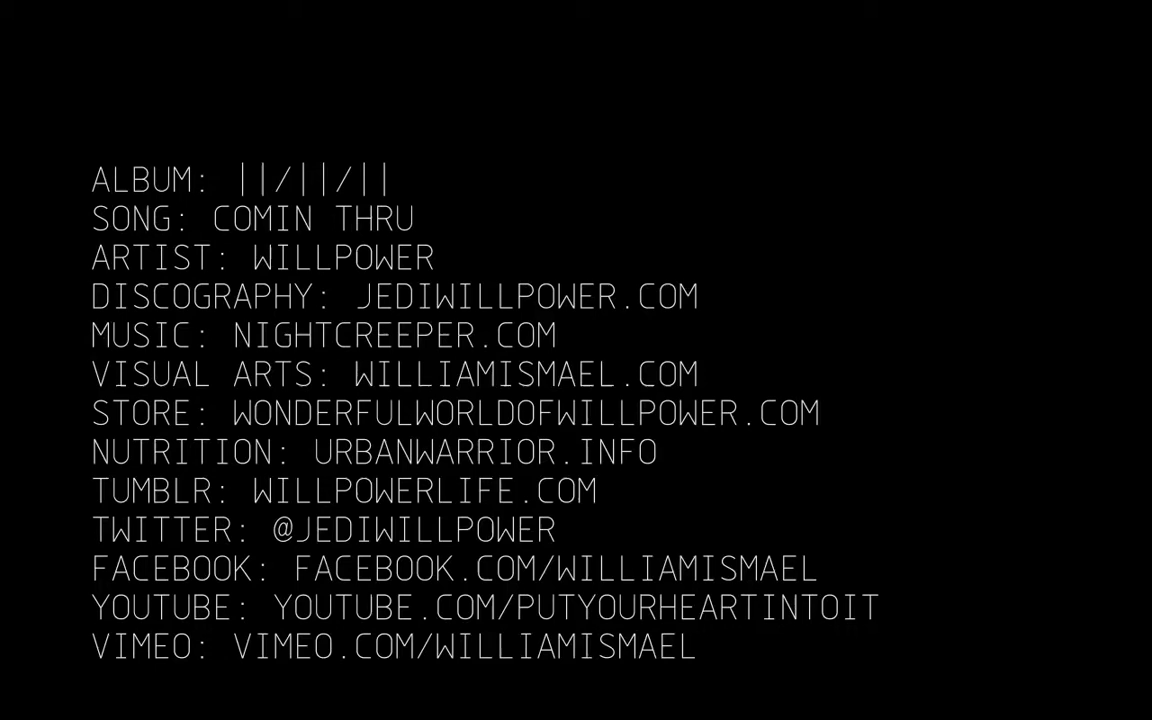 ALBUM: ||/||/||
SONG: COMIN THRU
ARTIST: WILLPOWER
DISCOGRAPHY: JEDIWILLPOWER.COM
MUSIC: NIGHTCREEPER.COM
VISUAL ARTS: WILLIAMISMAEL.COM
STORE: WONDERFULWORLDOFWILLPOWER.COM
NUTRITION: URBANWARRIOR.INFO
TUMBLR: WILLPOWERLIFE.COM
TWITTER: @JEDIWILLPOWER
FACEBOOK: FACEBOOK.COM/WILLIAMISMAEL
YOUTUBE: YOUTUBE.COM/PUTYOURHEARTINTOIT
VIMEO: VIMEO.COM/WILLIAMISMAEL